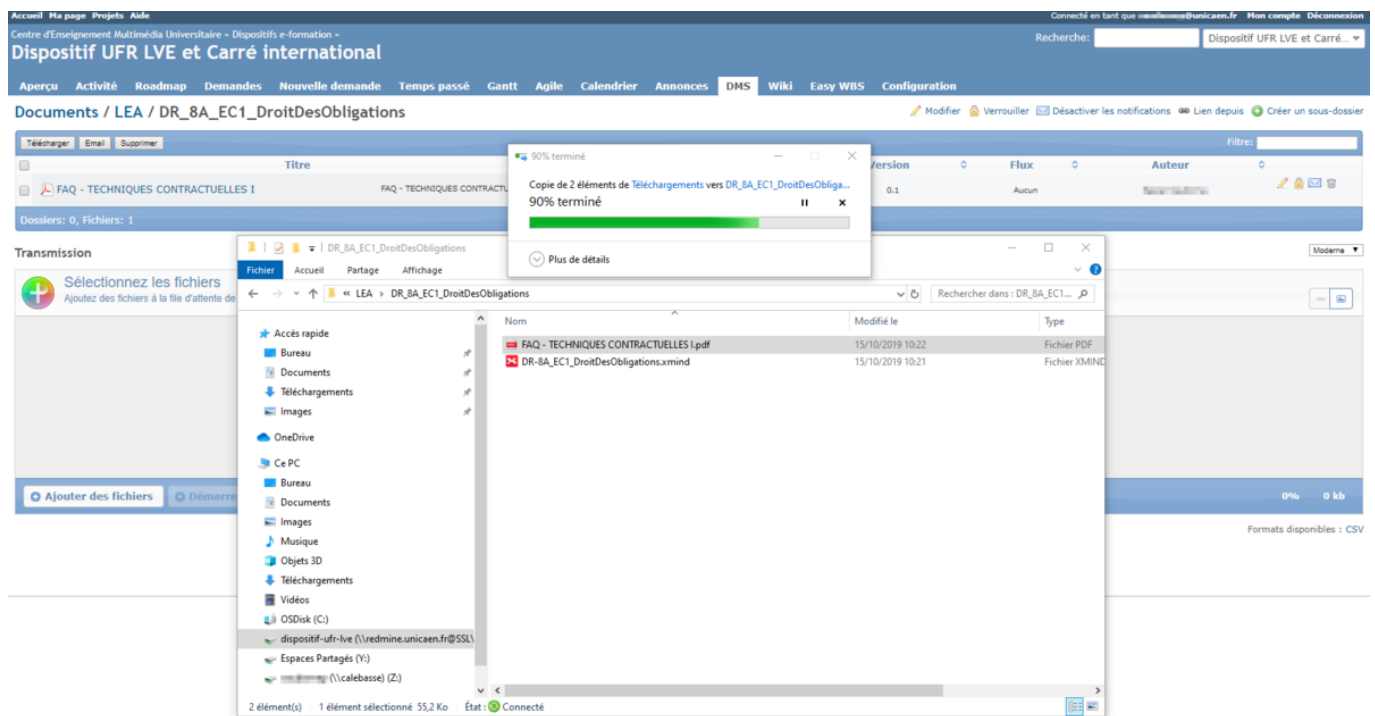 Accueil Ma page Projets Aide
Connecté en tant que @unicaen.fr Mon compte Déconnexion
Centre d'Enseignement Multimédia Universitaire » Dispositifs e-formation »
Dispositif UFR LVE et Carré international
Recherche: Dispositif UFR LVE et Carré...
Aperçu Activité Roadmap Demandes Nouvelle demande Temps passé Gantt Agile Calendrier Annonces DMS Wiki Easy WBS Configuration
Documents / LEA / DR_8A_EC1_DroitDesObligations
Modifier Verrouiller Désactiver les notifications Lien depuis Créer un sous-dossier
Télécharger Email Supprimer
Filtre:
Titre Version Flux Auteur
FAQ - TECHNIQUES CONTRACTUELLES I FAQ - TECHNIQUES CONTRACTU 0.1 Aucun
Dossiers: 0, Fichiers: 1
90% terminé
Copie de 2 éléments de Téléchargements vers DR_8A_EC1_DroitDesObliga...
90% terminé
Plus de détails
Transmission
Moderne
Sélectionnez les fichiers
Ajoutez des fichiers à la file d'attente de
DR_8A_EC1_DroitDesObligations
Fichier Accueil Partage Affichage
« LEA > DR_8A_EC1_DroitDesObligations
Rechercher dans : DR_8A_EC1...
Nom Modifié le Type
FAQ - TECHNIQUES CONTRACTUELLES I.pdf 15/10/2019 10:22 Fichier PDF
DR-8A_EC1_DroitDesObligations.xmind 15/10/2019 10:21 Fichier XMIND
Accès rapide
Bureau
Documents
Téléchargements
Images
OneDrive
Ce PC
Bureau
Documents
Images
Musique
Objets 3D
Téléchargements
Vidéos
OSDisk (C:)
dispositif-ufr-lve (\\redmine.unicaen.fr@SSL\
Espaces Partagés (Y:)
(\\calebasse) (Z:)
2 élément(s) 1 élément sélectionné 55,2 Ko État : Connecté
Ajouter des fichiers Démarre
0% 0 kb
Formats disponibles : CSV